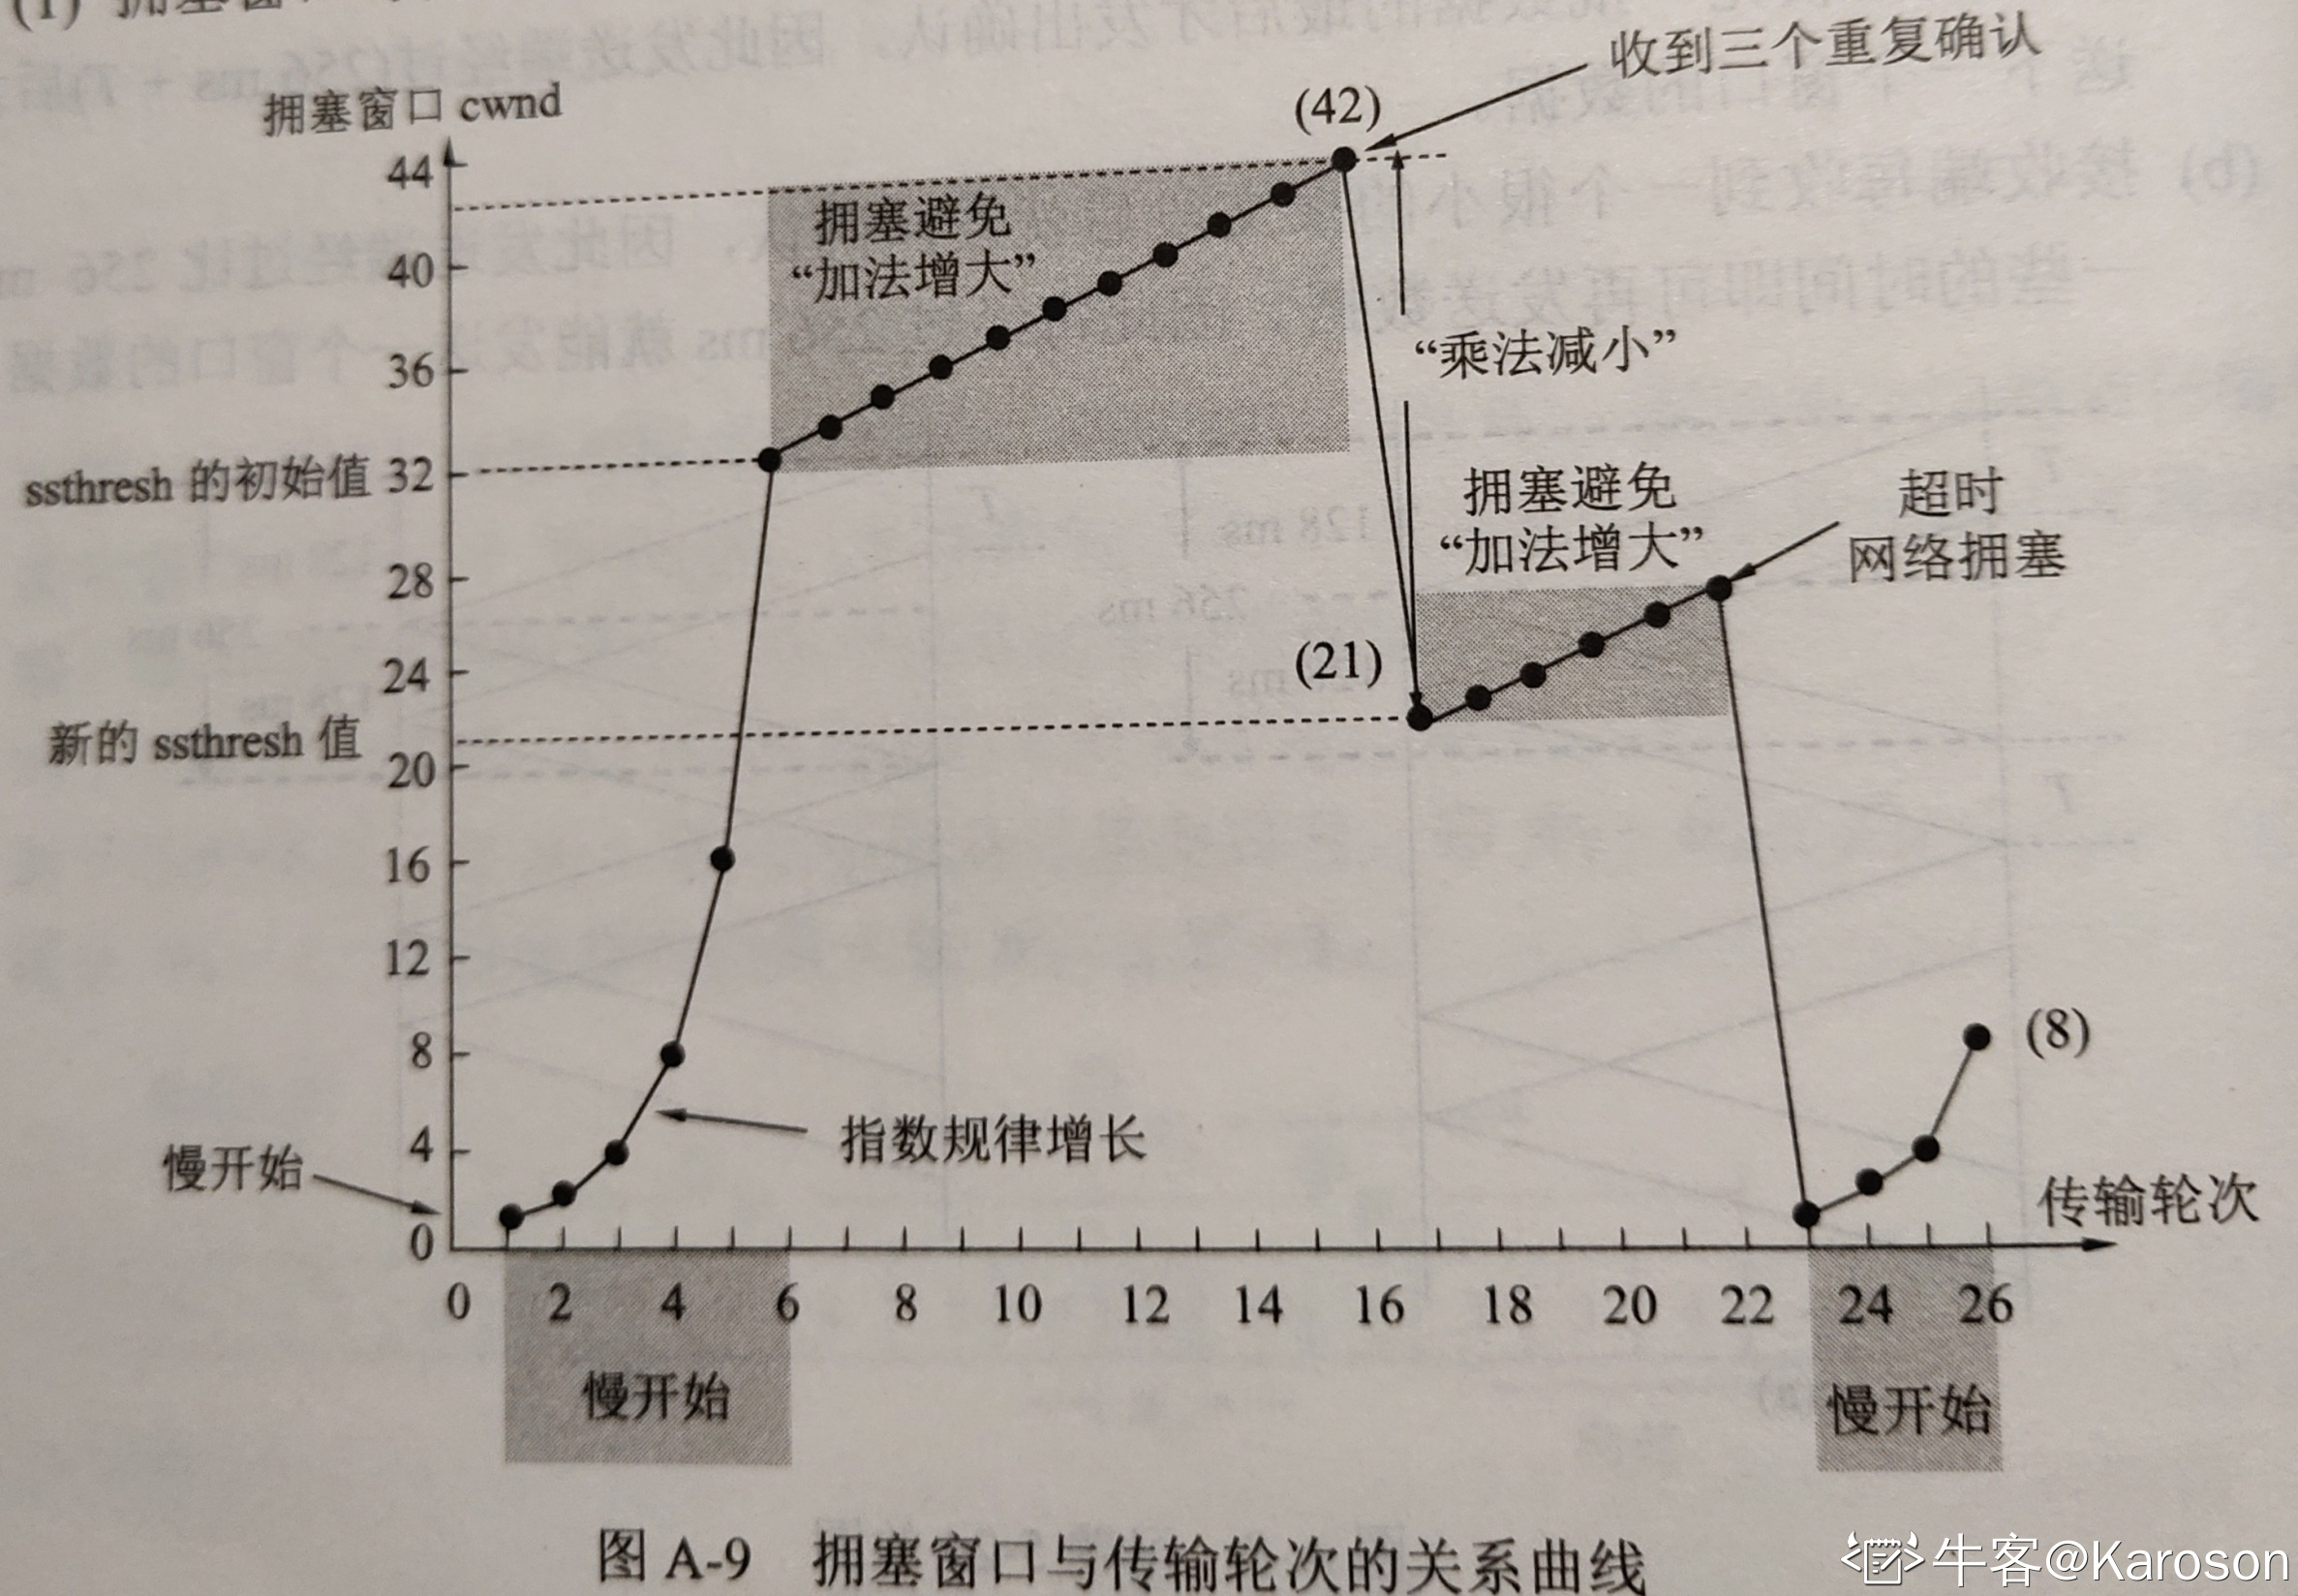 (1) 拥塞窗口
收到三个重复确认
拥塞窗口 cwnd
(42)
44
拥塞避免
“加法增大”
40
“乘法减小”
36
ssthresh 的初始值 32
拥塞避免
“加法增大”
超时
网络拥塞
28
(21)
24
新的 ssthresh 值
20
16
12
(8)
8
指数规律增长
4
慢开始
传输轮次
0
0 2 4 6 8 10 12 14 16 18 20 22 24 26
慢开始
慢开始
图 A-9 拥塞窗口与传输轮次的关系曲线
牛客@Karoson